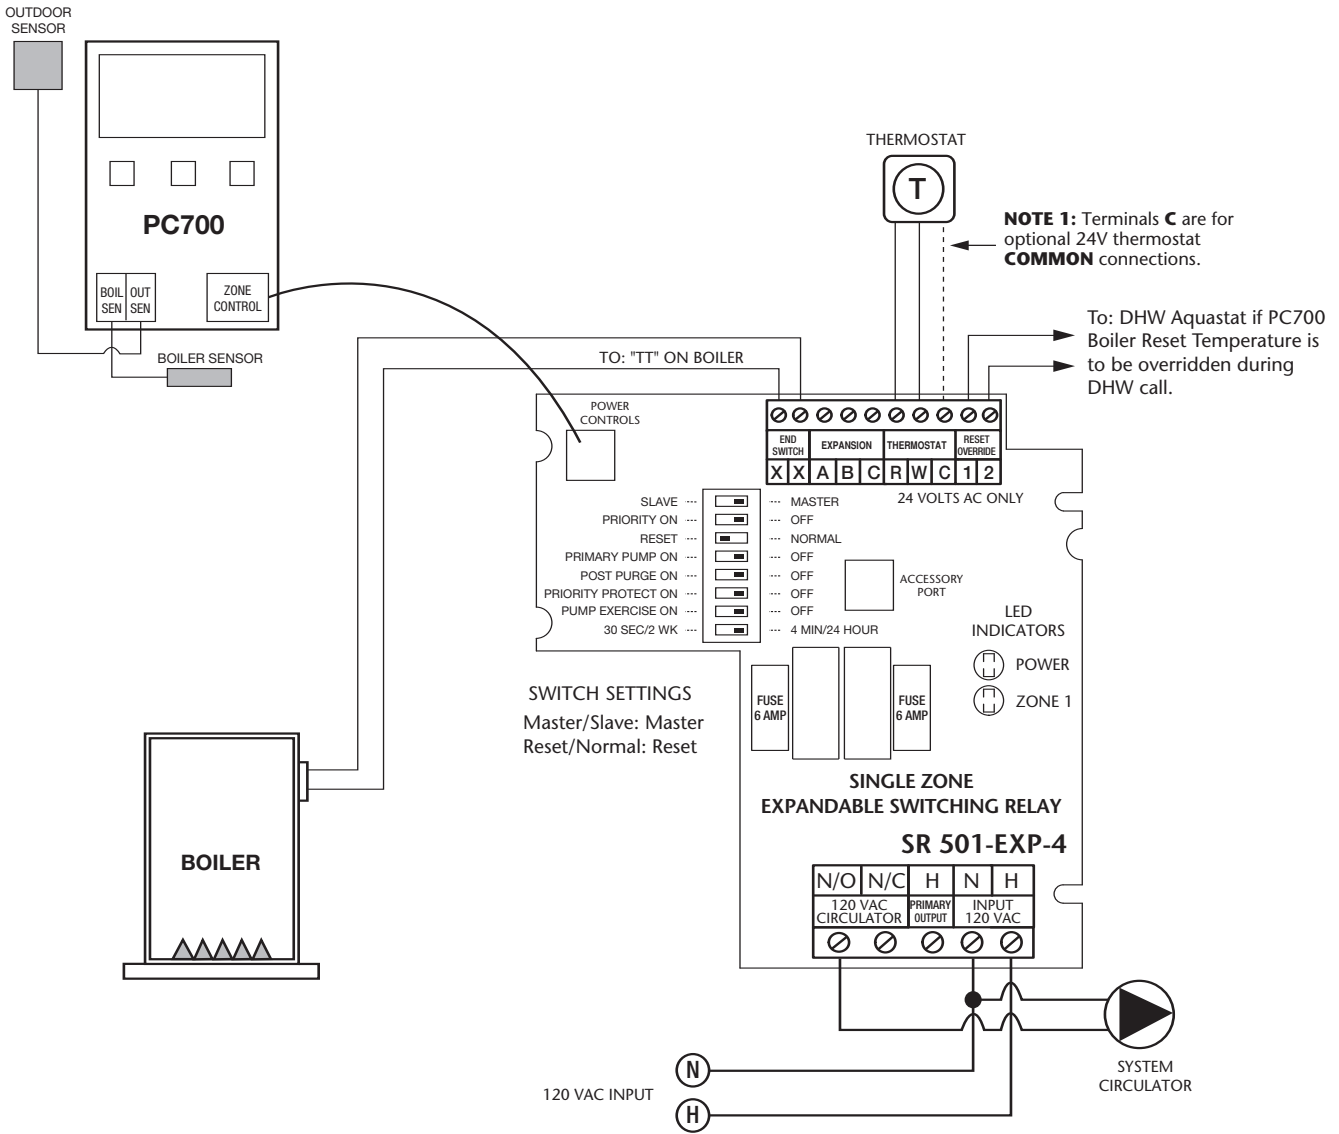 OUTDOOR
SENSOR
PC700
BOIL
SEN
OUT
SEN
ZONE
CONTROL
BOILER SENSOR
THERMOSTAT
T
NOTE 1: Terminals C are for
optional 24V thermostat
COMMON connections.
To: DHW Aquastat if PC700
Boiler Reset Temperature is
to be overridden during
DHW call.
TO: "TT" ON BOILER
POWER
CONTROLS
END
SWITCH
EXPANSION
THERMOSTAT
RESET
OVERRIDE
X X A B C R W C 1 2
24 VOLTS AC ONLY
SLAVE --- --- MASTER
PRIORITY ON --- --- OFF
RESET --- --- NORMAL
PRIMARY PUMP ON --- --- OFF
POST PURGE ON --- --- OFF
PRIORITY PROTECT ON --- --- OFF
PUMP EXERCISE ON --- --- OFF
30 SEC/2 WK --- --- 4 MIN/24 HOUR
ACCESSORY
PORT
LED
INDICATORS
POWER
ZONE 1
SWITCH SETTINGS
Master/Slave: Master
Reset/Normal: Reset
FUSE
6 AMP
FUSE
6 AMP
SINGLE ZONE
EXPANDABLE SWITCHING RELAY
SR 501-EXP-4
N/O N/C H N H
120 VAC
CIRCULATOR
PRIMARY
OUTPUT
INPUT
120 VAC
BOILER
SYSTEM
CIRCULATOR
120 VAC INPUT
N
H